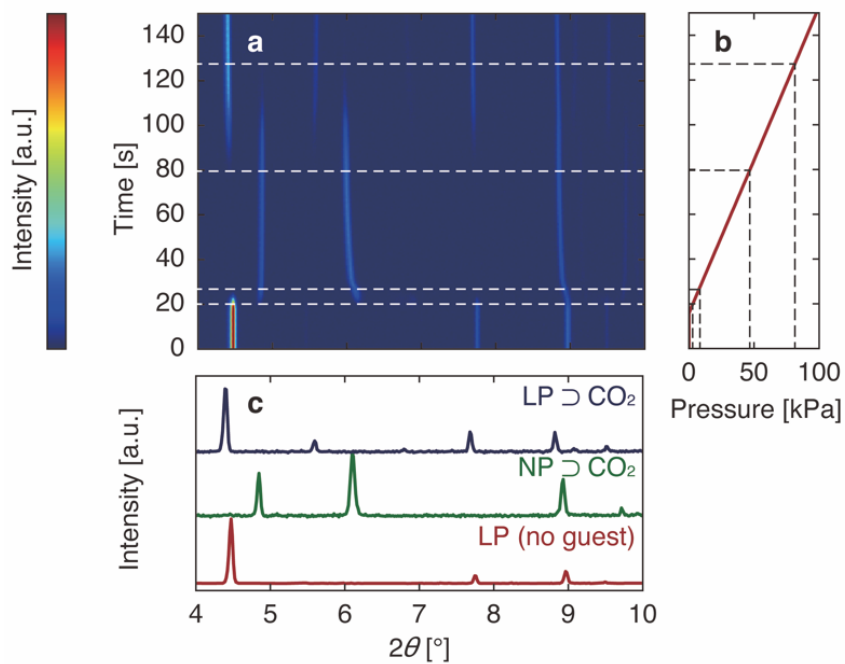 Intensity [a.u.]
Time [s]
140
120
100
80
60
40
20
0
a
b
0 50 100
Pressure [kPa]
Intensity [a.u.]
c
LP ⊃ CO₂
NP ⊃ CO₂
LP (no guest)
4 5 6 7 8 9 10
2θ [°]